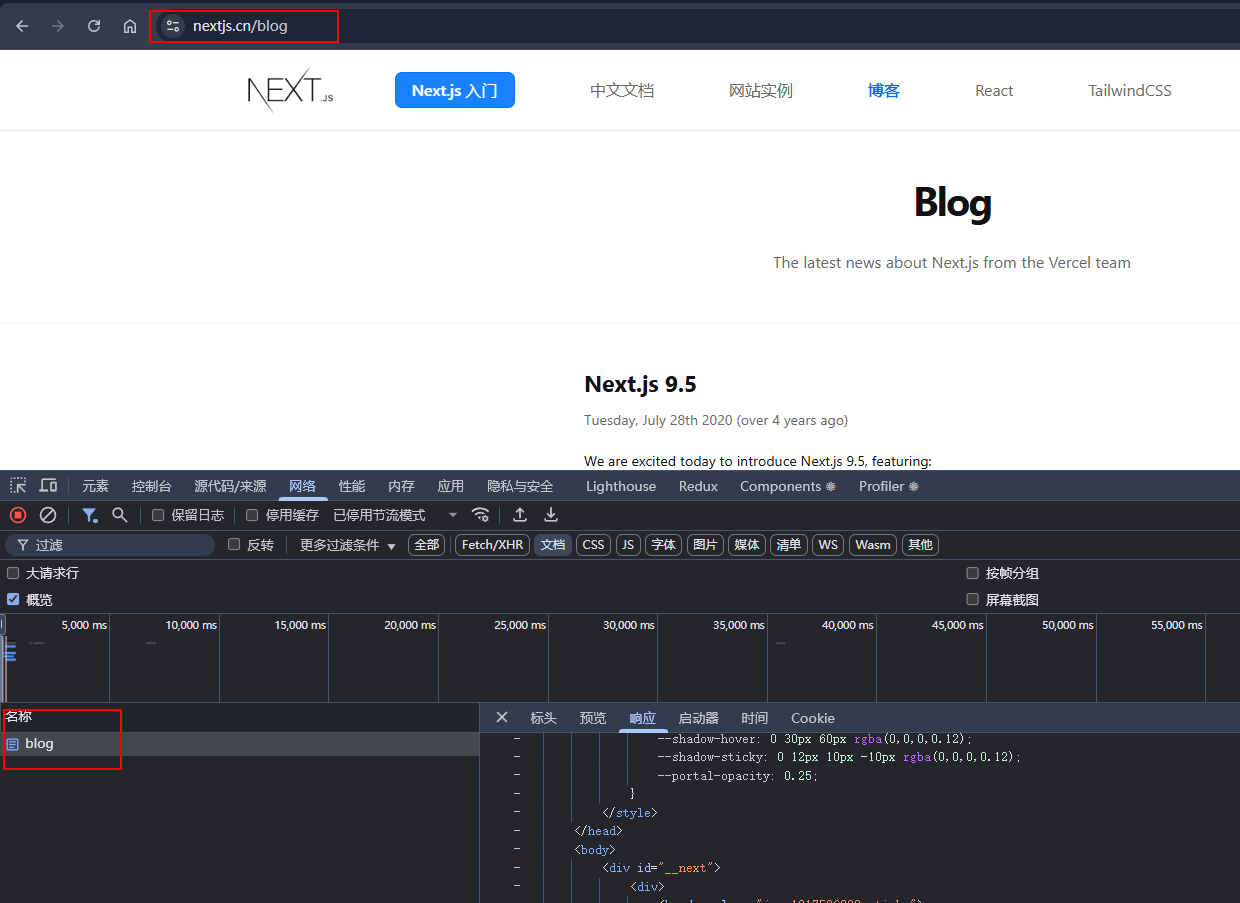 nextjs.cn/blog
NEXT.JS
Next.js 入门
中文文档
网站实例
博客
React
TailwindCSS
Blog
The latest news about Next.js from the Vercel team
Next.js 9.5
Tuesday, July 28th 2020 (over 4 years ago)
We are excited today to introduce Next.js 9.5, featuring:
元素 控制台 源代码/来源 网络 性能 内存 应用 隐私与安全 Lighthouse Redux Components Profiler
保留日志 停用缓存 已停用节流模式
过滤 反转 更多过滤条件 全部 Fetch/XHR 文档 CSS JS 字体 图片 媒体 清单 WS Wasm 其他
大请求行 按帧分组
概览 屏幕截图
5,000 ms 10,000 ms 15,000 ms 20,000 ms 25,000 ms 30,000 ms 35,000 ms 40,000 ms 45,000 ms 50,000 ms 55,000 ms
名称
blog
标头 预览 响应 启动器 时间 Cookie
--shadow-hover: 0 30px 60px rgba(0,0,0,0.12);
--shadow-sticky: 0 12px 10px -10px rgba(0,0,0,0.12);
--portal-opacity: 0.25;
}
</style>
</head>
<body>
<div id="__next">
<div>